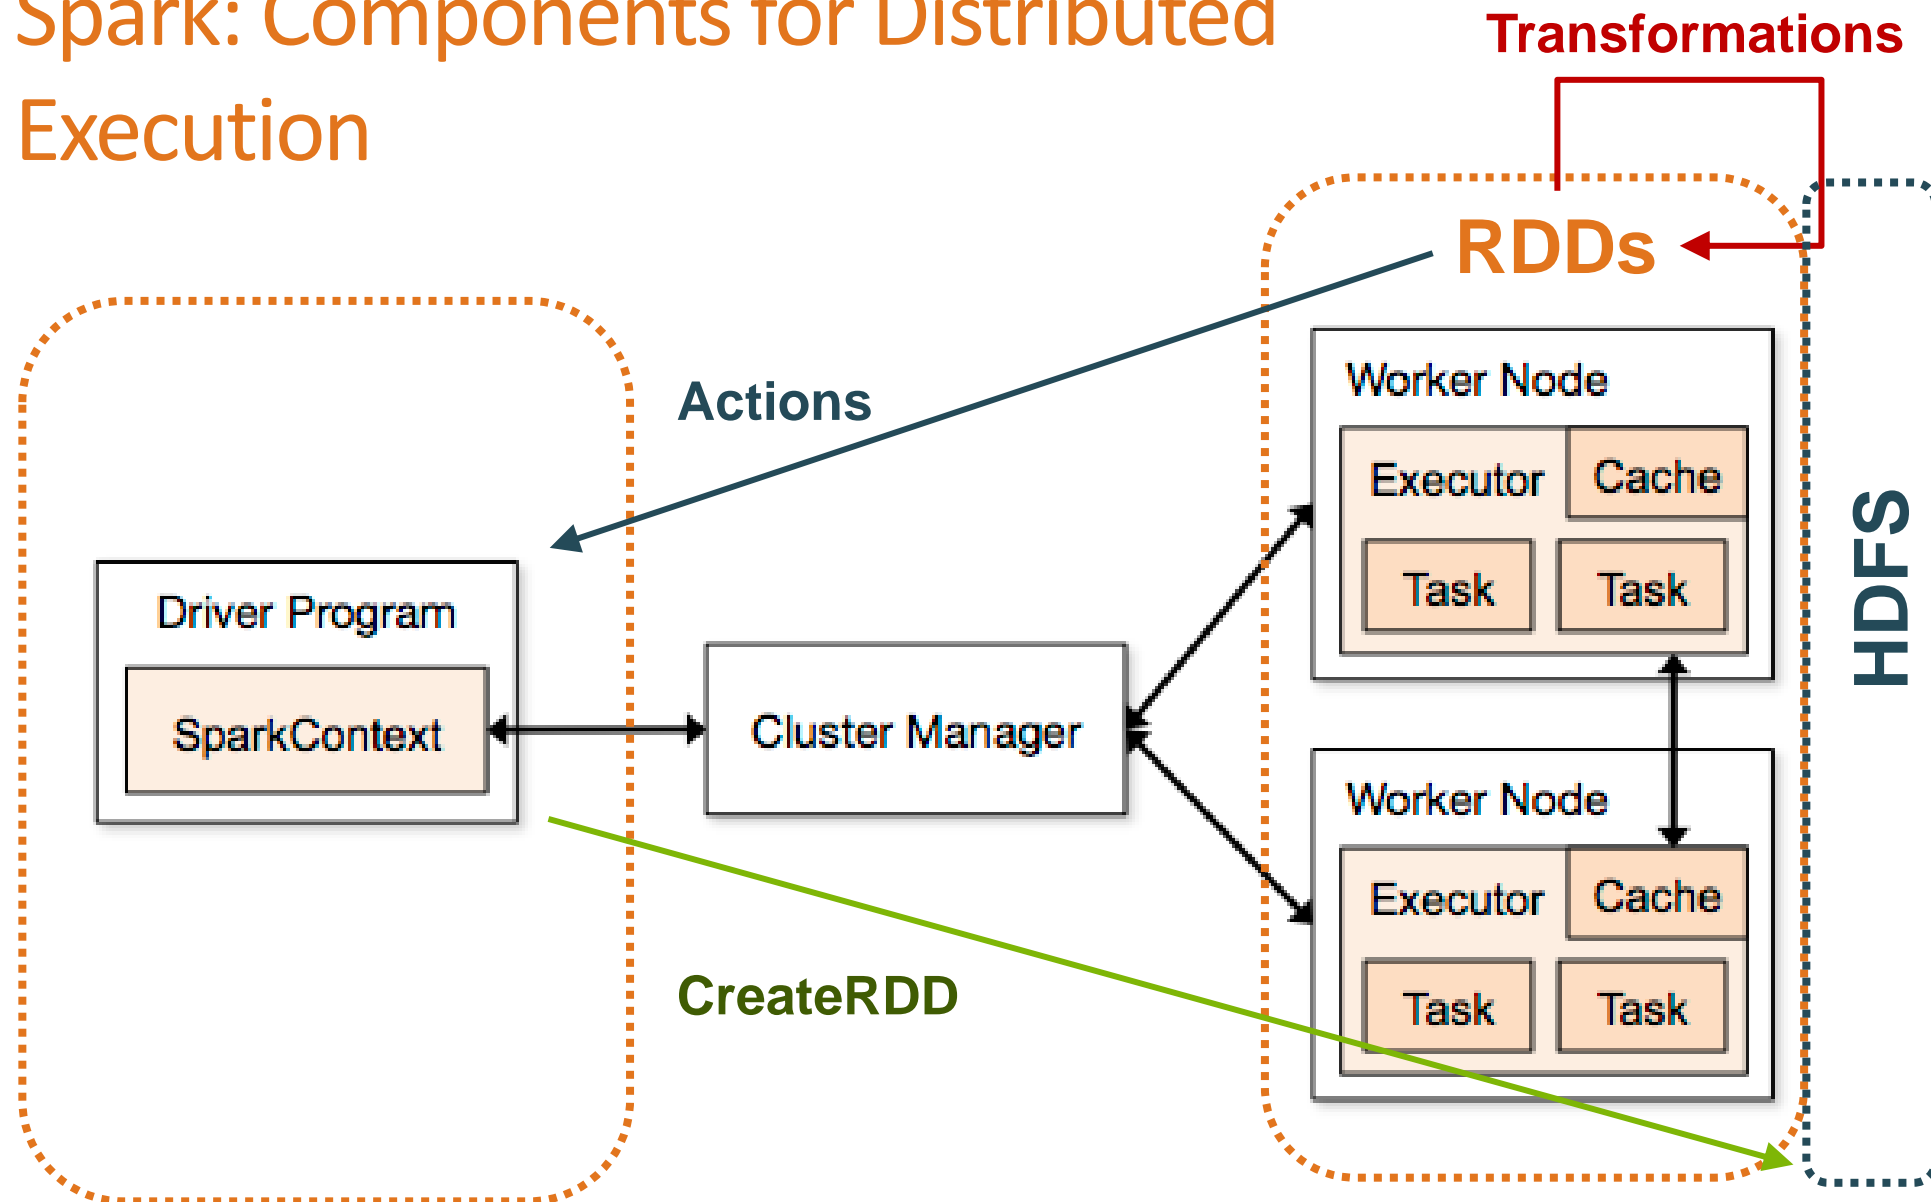 Spark: Components for Distributed
Execution
Transformations
RDDs
Actions
Worker Node
Executor
Cache
Task
Task
HDFS
Driver Program
SparkContext
Cluster Manager
Worker Node
Executor
Cache
Task
Task
CreateRDD